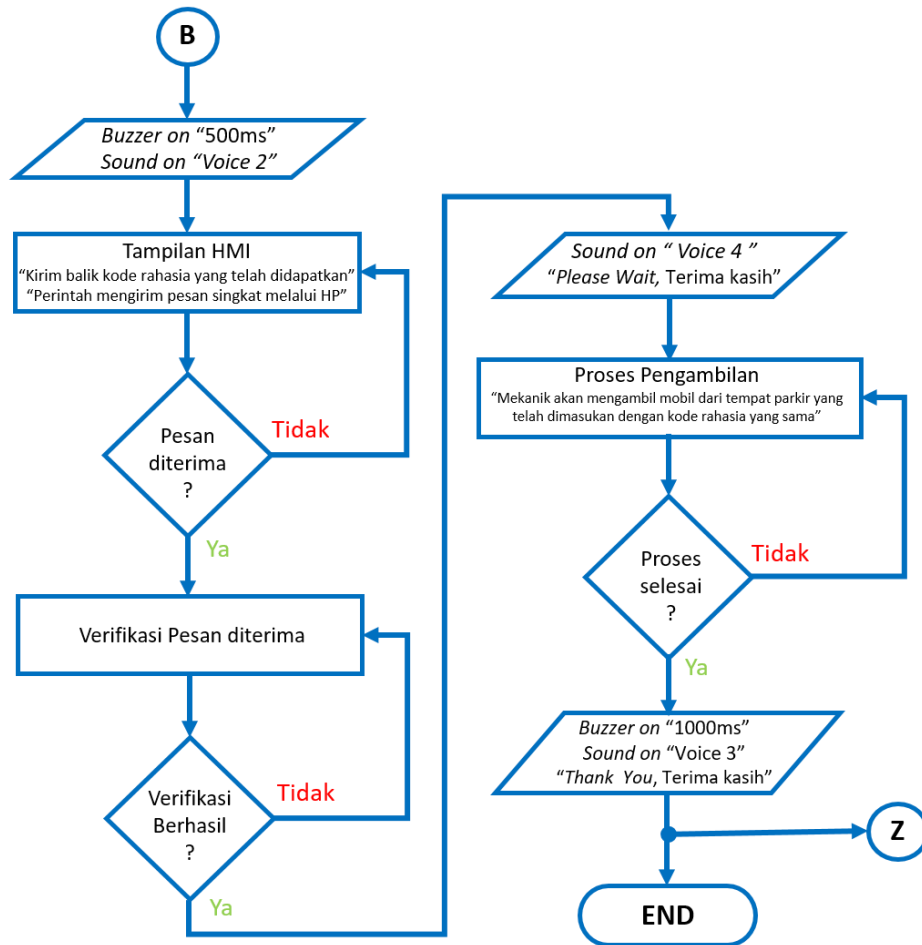 B
Buzzer on “500ms”
Sound on “Voice 2”
Tampilan HMI
“Kirim balik kode rahasia yang telah didapatkan”
“Perintah mengirim pesan singkat melalui HP”
Pesan
diterima
?
Tidak
Ya
Verifikasi Pesan diterima
Verifikasi
Berhasil
?
Tidak
Ya
Sound on “ Voice 4 ”
“Please Wait, Terima kasih”
Proses Pengambilan
“Mekanik akan mengambil mobil dari tempat parkir yang
telah dimasukan dengan kode rahasia yang sama”
Proses
selesai
?
Tidak
Ya
Buzzer on “1000ms”
Sound on “Voice 3”
“Thank You, Terima kasih”
Z
END